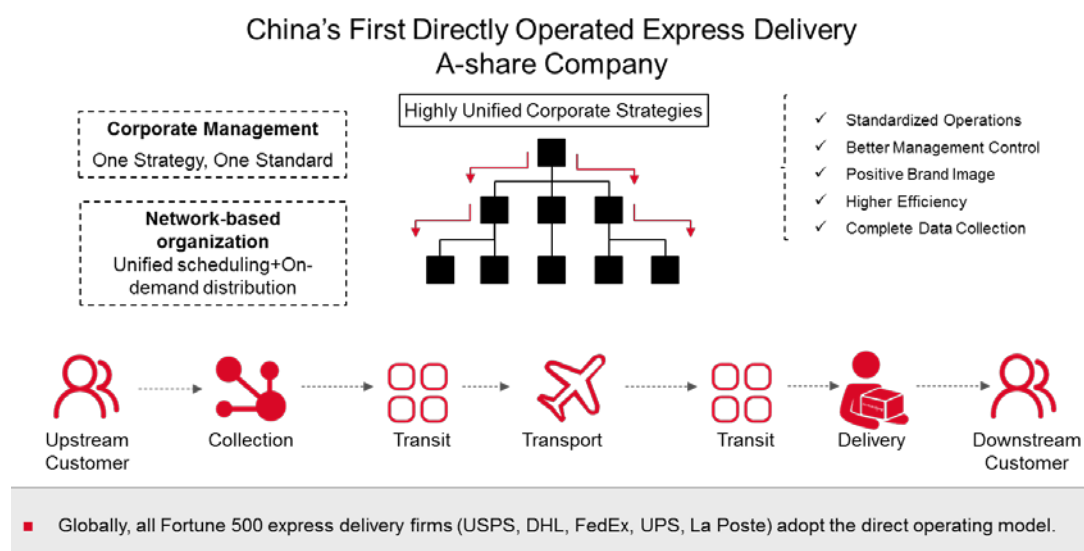 China’s First Directly Operated Express Delivery
A-share Company
Corporate Management
One Strategy, One Standard
Network-based
organization
Unified scheduling+On-
demand distribution
Highly Unified Corporate Strategies
✓ Standardized Operations
✓ Better Management Control
✓ Positive Brand Image
✓ Higher Efficiency
✓ Complete Data Collection
Upstream
Customer
Collection
Transit
Transport
Transit
Delivery
Downstream
Customer
Globally, all Fortune 500 express delivery firms (USPS, DHL, FedEx, UPS, La Poste) adopt the direct operating model.